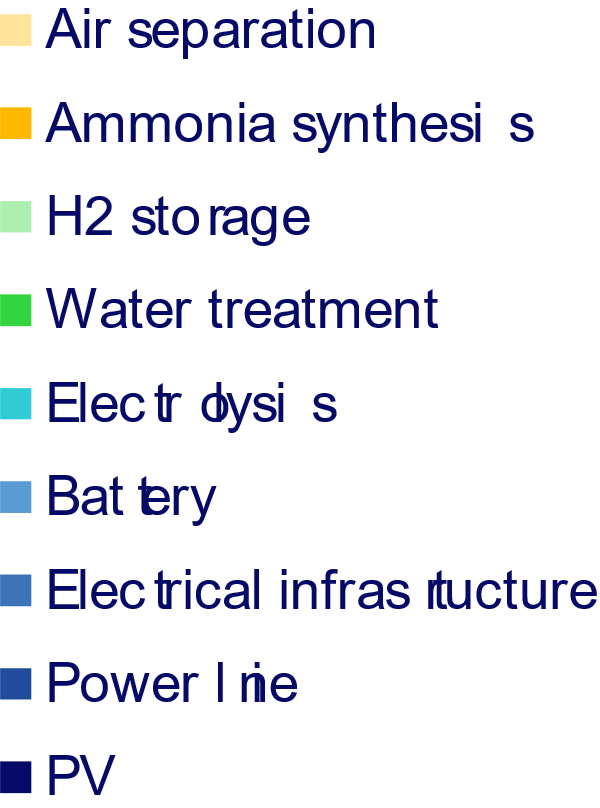 Air separation
Ammonia synthesis
H2 storage
Water treatment
Electrolysis
Battery
Electrical infrastructure
Power line
PV